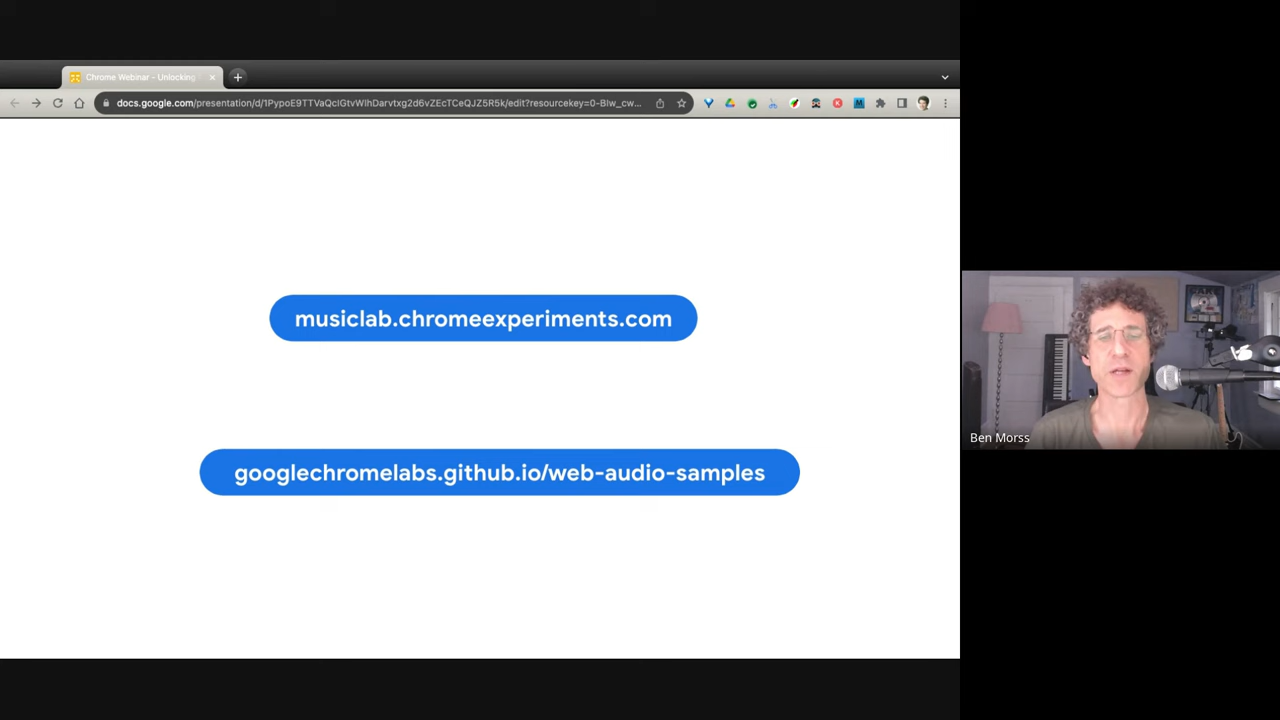 Chrome Webinar - Unlocking
docs.google.com/presentation/d/1PypoE9TTVaQcIGtvWIhDarvtxg2d6vZEcTCeQJZ5R5k/edit?resourcekey=0-Blw_cw...
musiclab.chromeexperiments.com
googlechromelabs.github.io/web-audio-samples
Ben Morss